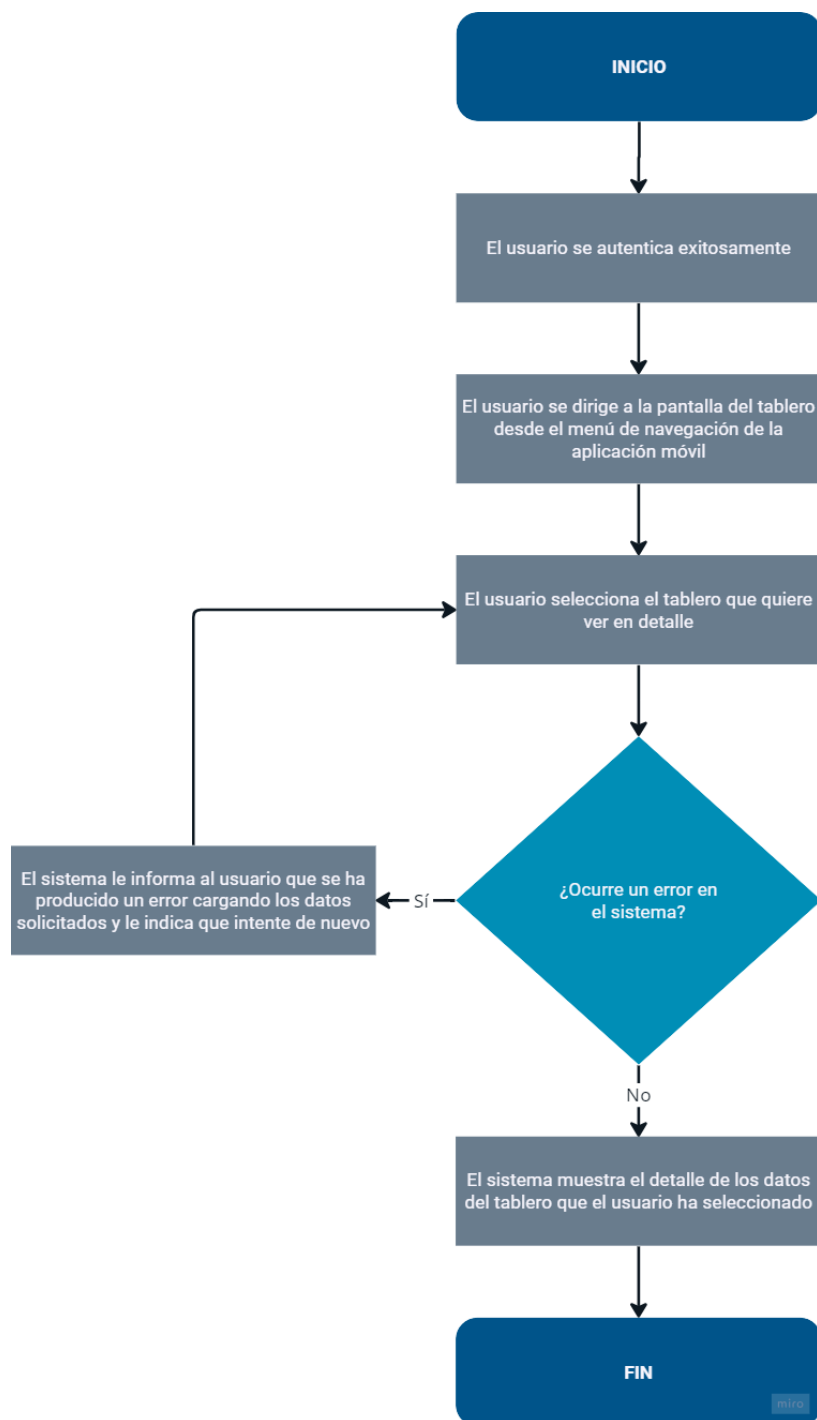 INICIO
El usuario se autentica exitosamente
El usuario se dirige a la pantalla del tablero
desde el menú de navegación de la
aplicación móvil
El usuario selecciona el tablero que quiere
ver en detalle
¿Ocurre un error en
el sistema?
Sí
El sistema le informa al usuario que se ha
producido un error cargando los datos
solicitados y le indica que intente de nuevo
No
El sistema muestra el detalle de los datos
del tablero que el usuario ha seleccionado
FIN
miro